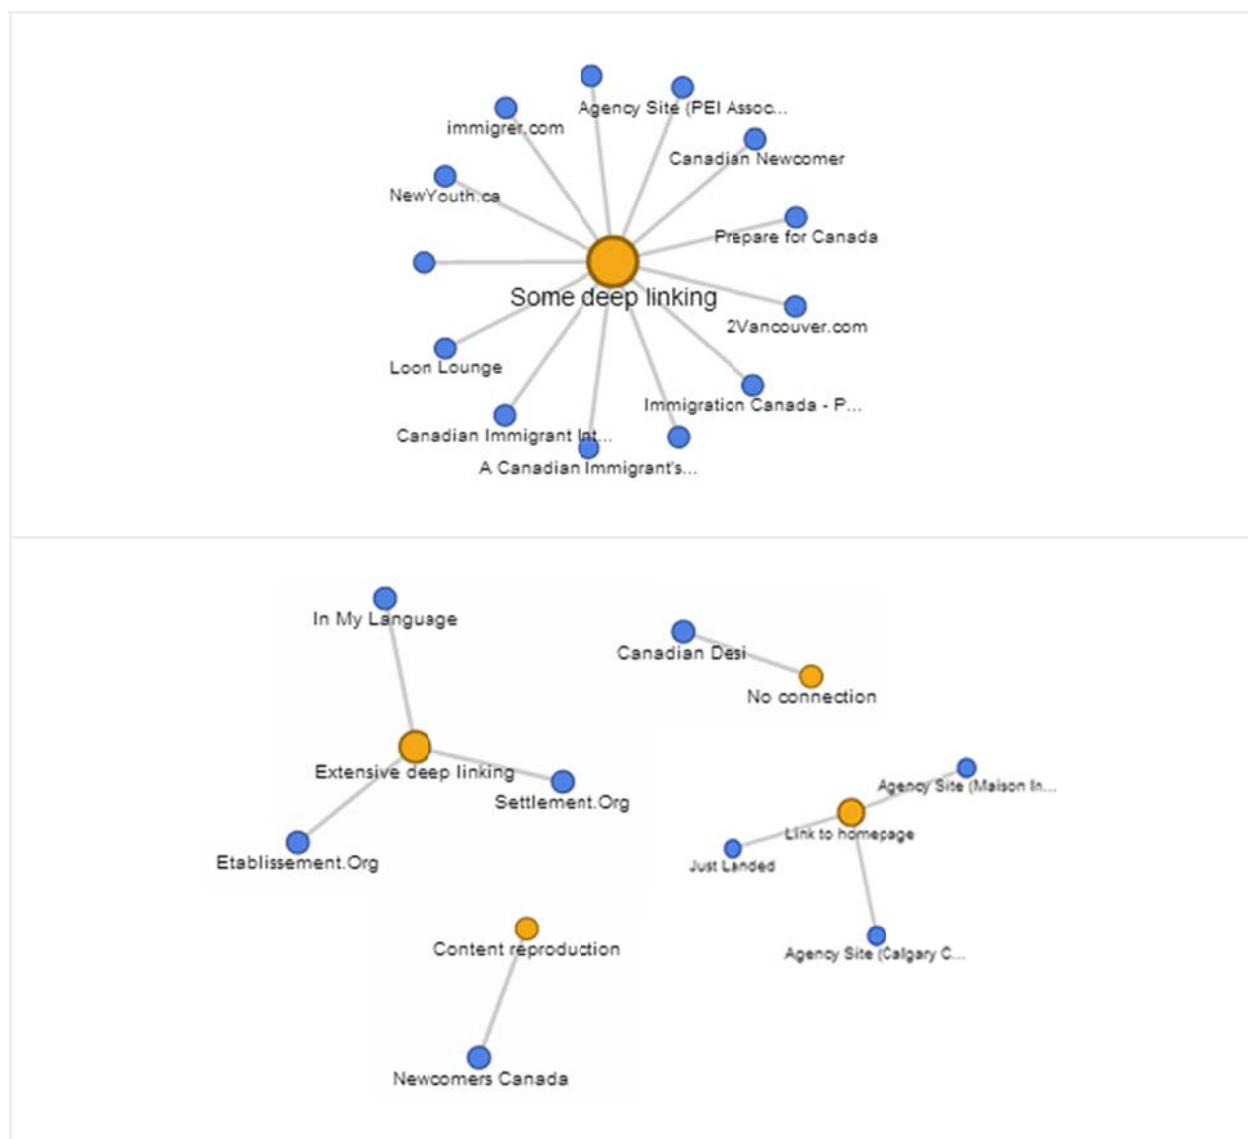 Agency Site (PEI Assoc...
immigrer.com
Canadian Newcomer
NewYouth.ca
Prepare for Canada
Some deep linking
2Vancouver.com
Loon Lounge
Immigration Canada - P...
Canadian Immigrant Int...
A Canadian Immigrant's...
In My Language
Canadian Desi
No connection
Extensive deep linking
Settlement.Org
Agency Site (Maison In...
Link to homepage
Etablissement.Org
Just Landed
Content reproduction
Agency Site (Calgary C...
Newcomers Canada